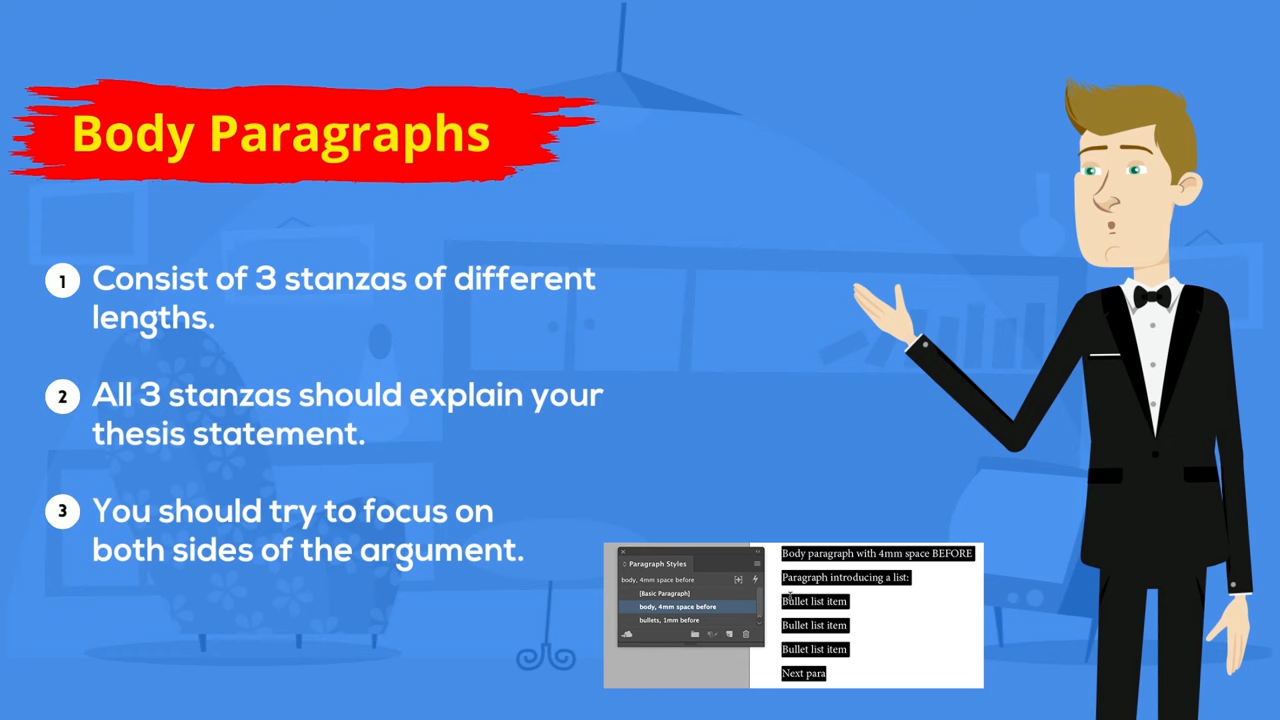 Body Paragraphs
1 Consist of 3 stanzas of different
lengths.
2 All 3 stanzas should explain your
thesis statement.
3 You should try to focus on
both sides of the argument.
Paragraph Styles
body, 4mm space before
[Basic Paragraph]
body, 4mm space before
bullets, 1mm before
Body paragraph with 4mm space BEFORE
Paragraph introducing a list:
Bullet list item
Bullet list item
Bullet list item
Next para